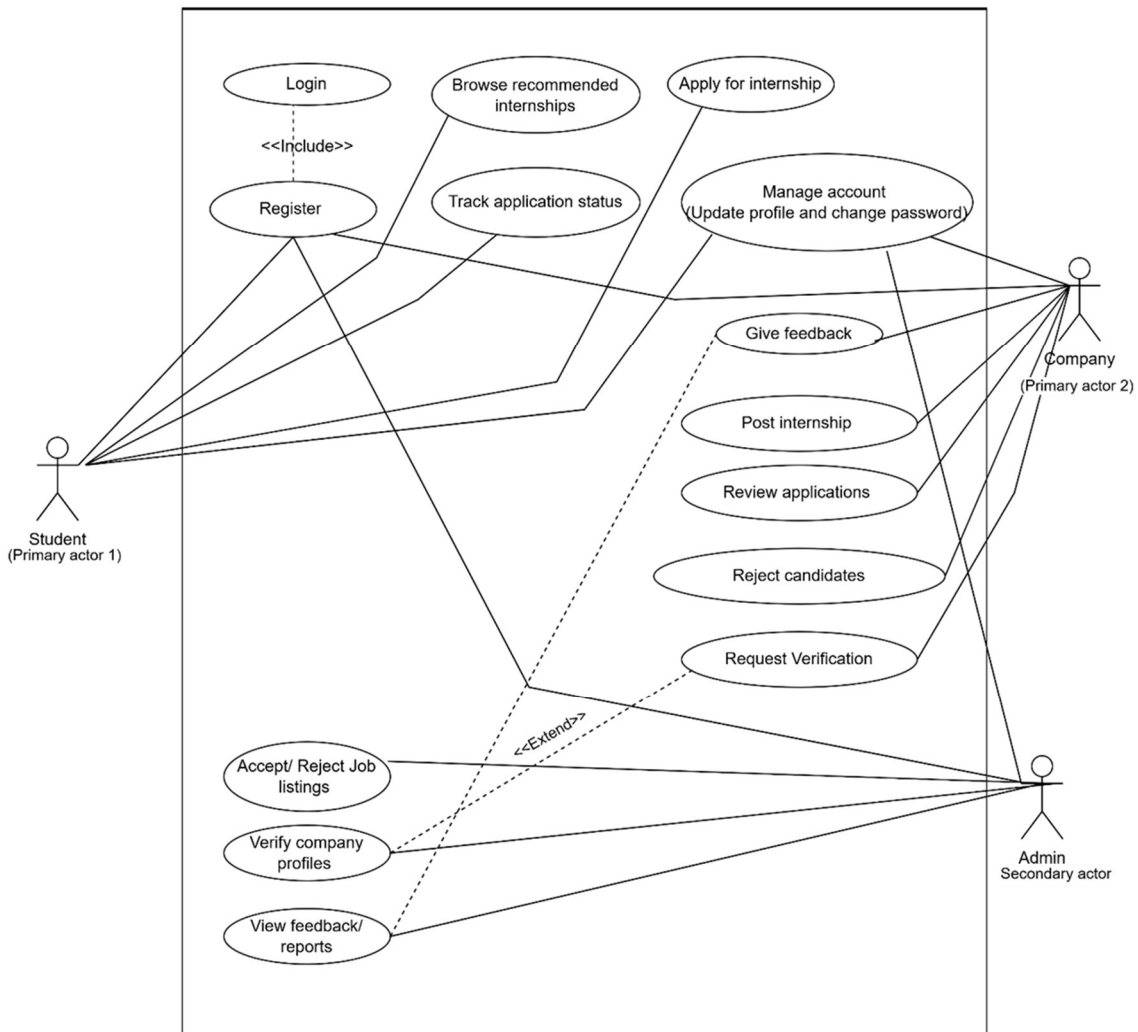 Login
Browse recommended
internships
Apply for internship
<<Include>>
Register
Track application status
Manage account
(Update profile and change password)
Give feedback
Company
(Primary actor 2)
Post internship
Review applications
Student
(Primary actor 1)
Reject candidates
Request Verification
<<Extend>>
Accept/ Reject Job
listings
Verify company
profiles
Admin
Secondary actor
View feedback/
reports